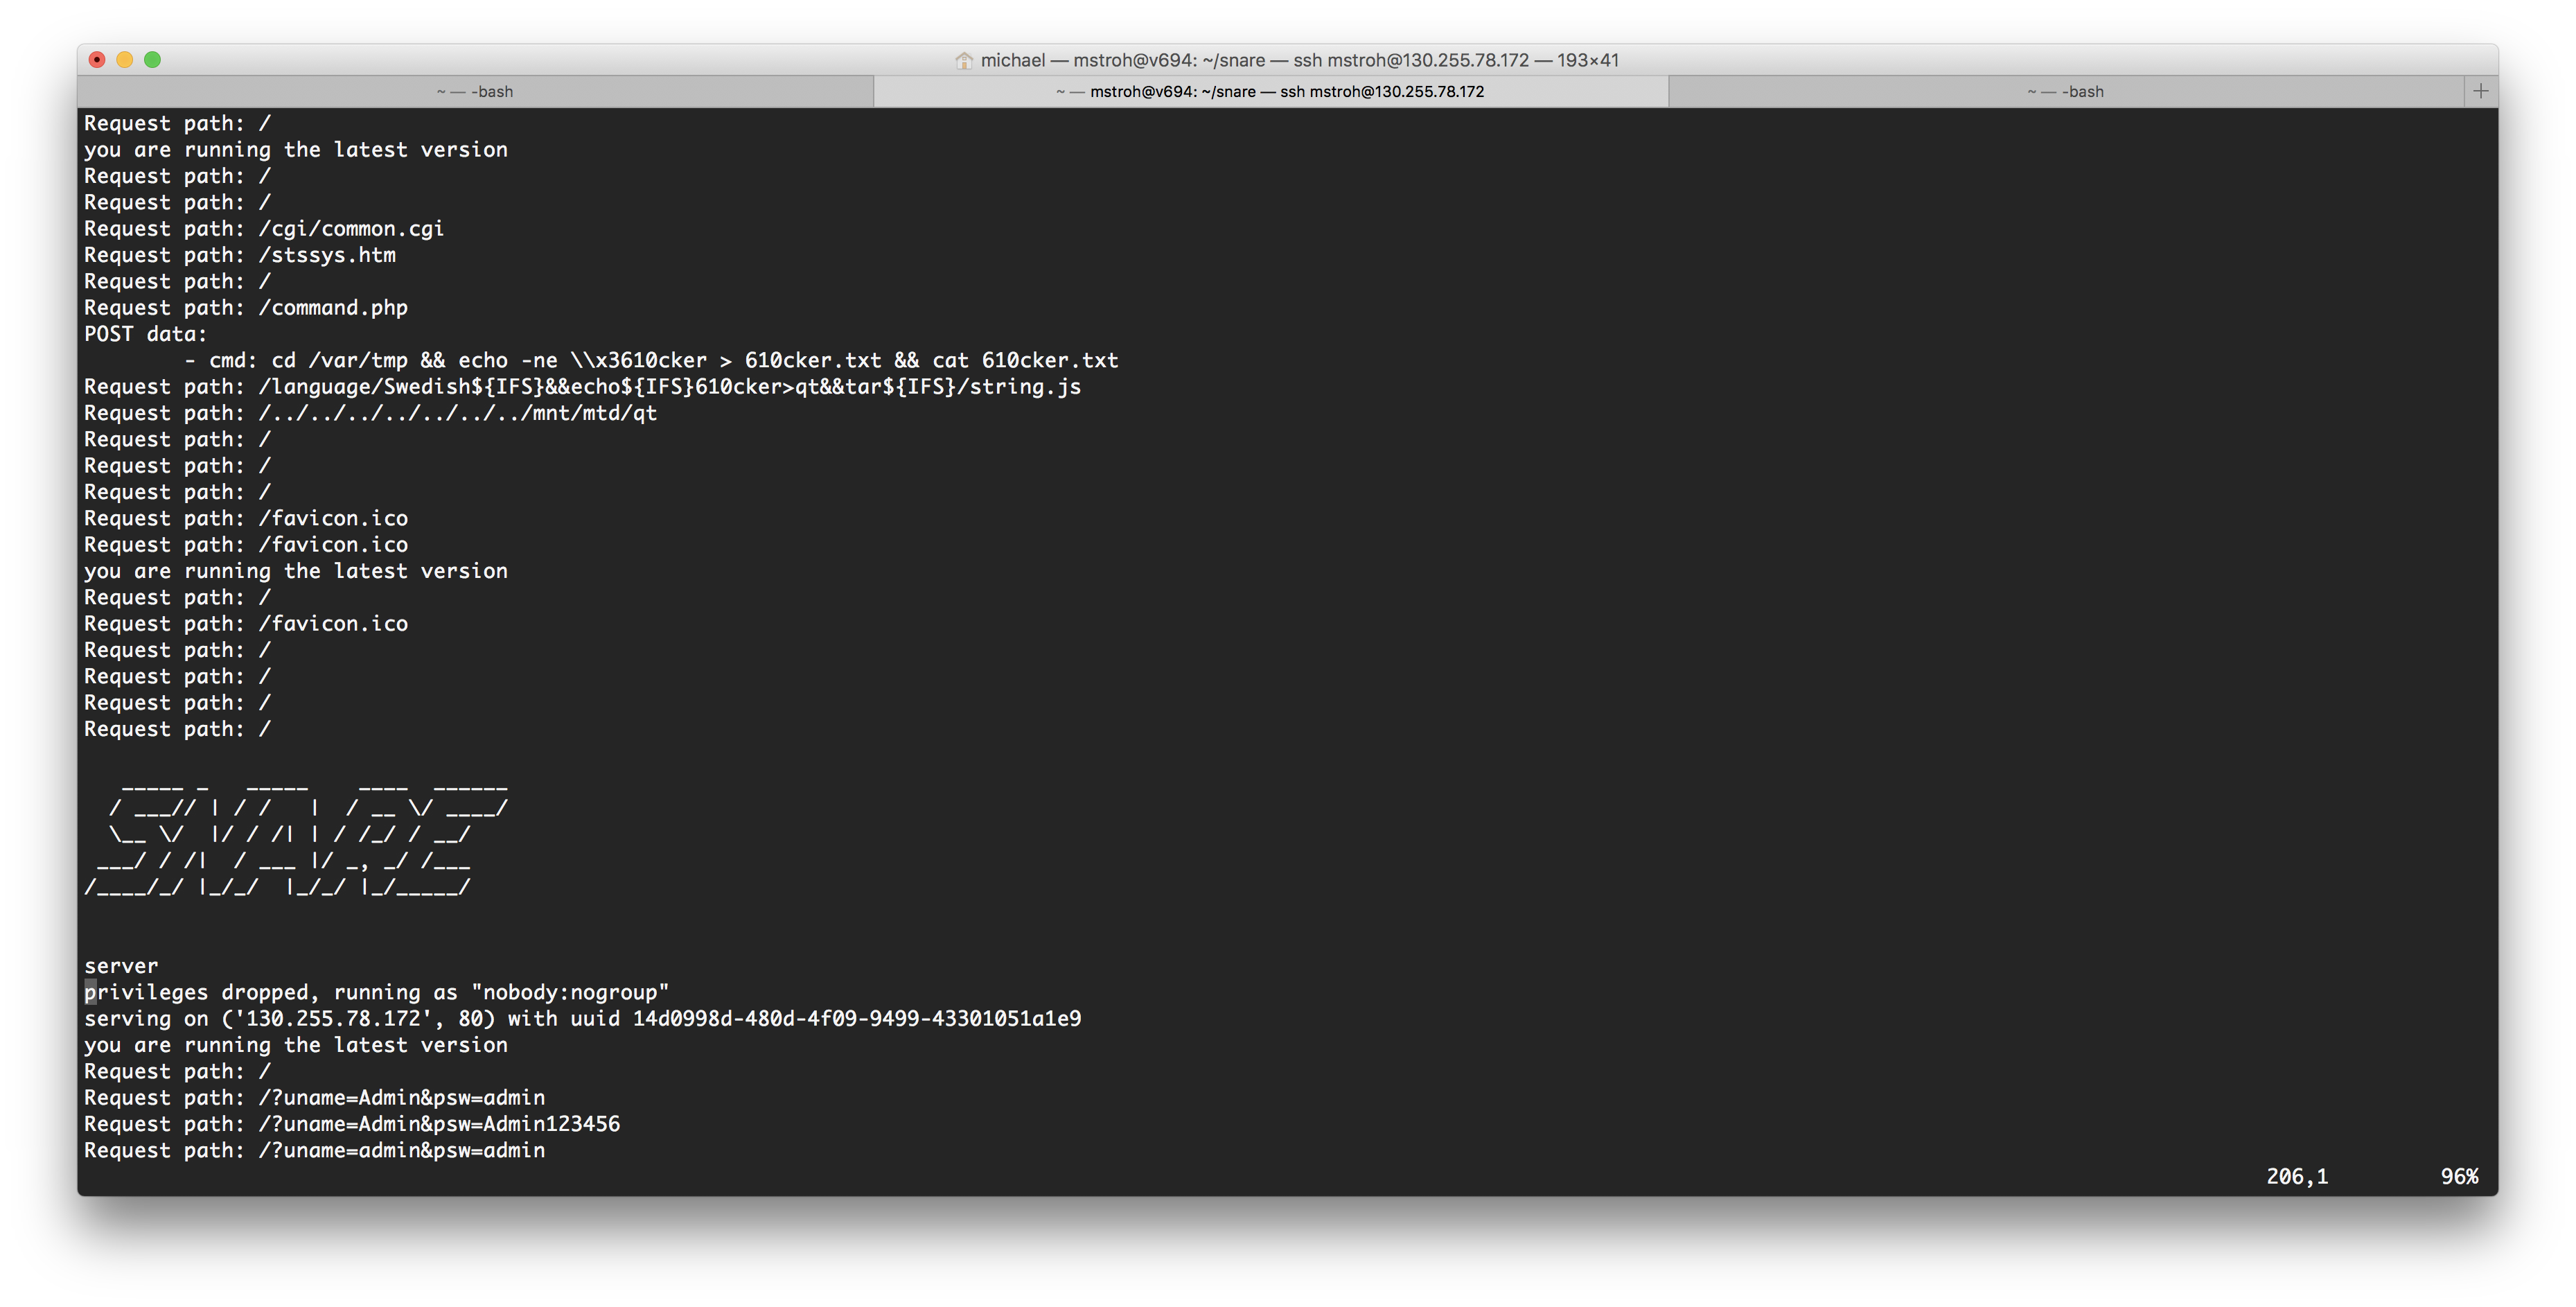 michael — mstroh@v694: ~/snare — ssh mstroh@130.255.78.172 — 193×41
~ — -bash
~ — mstroh@v694: ~/snare — ssh mstroh@130.255.78.172
~ — -bash
+
Request path: /
you are running the latest version
Request path: /
Request path: /
Request path: /cgi/common.cgi
Request path: /stssys.htm
Request path: /
Request path: /command.php
POST data:
        - cmd: cd /var/tmp && echo -ne \\x3610cker > 610cker.txt && cat 610cker.txt
Request path: /language/Swedish${IFS}&&echo${IFS}610cker>qt&&tar${IFS}/string.js
Request path: /../../../../../../../mnt/mtd/qt
Request path: /
Request path: /
Request path: /
Request path: /favicon.ico
Request path: /favicon.ico
you are running the latest version
Request path: /
Request path: /favicon.ico
Request path: /
Request path: /
Request path: /
Request path: /
   _____ _   _____    ____  ______
  / ___// | / /   |  / __ \/ ____/
  \__ \/  |/ / /| | / /_/ / __/
 ___/ / /|  / ___ |/ _, _/ /___
/____/_/ |_/_/  |_/_/ |_/_____/
server
privileges dropped, running as "nobody:nogroup"
serving on ('130.255.78.172', 80) with uuid 14d0998d-480d-4f09-9499-43301051a1e9
you are running the latest version
Request path: /
Request path: /?uname=Admin&psw=admin
Request path: /?uname=Admin&psw=Admin123456
Request path: /?uname=admin&psw=admin
206,1 96%